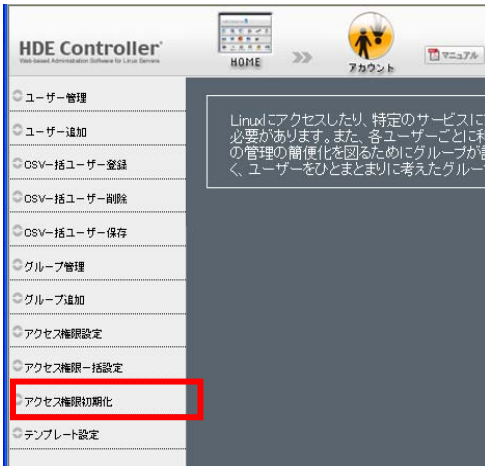 HDE Controller
Web-based Administration Software for Linux Servers
HOME
アカウント
マニュアル
ユーザー管理
ユーザー追加
CSV一括ユーザー登録
CSV一括ユーザー削除
CSV一括ユーザー保存
グループ管理
グループ追加
アクセス権限設定
アクセス権限一括設定
アクセス権限初期化
テンプレート設定
Linuxにアクセスしたり、特定のサービスに
必要があります。また、各ユーザーごとに利
の管理の簡便化を図るためにグループが
く、ユーザーをひとまとまりに考えたグルー